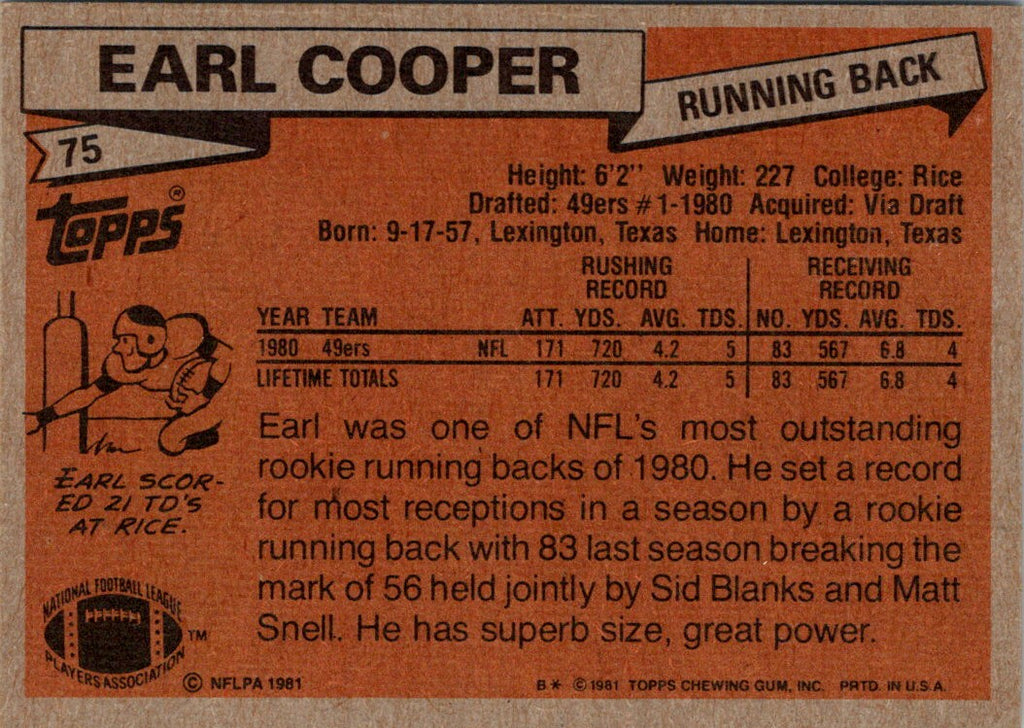 EARL COOPER
RUNNING BACK
75
TOPPS®
Height: 6'2'' Weight: 227 College: Rice
Drafted: 49ers #1-1980 Acquired: Via Draft
Born: 9-17-57, Lexington, Texas Home: Lexington, Texas
RUSHING RECORD RECEIVING RECORD
YEAR TEAM ATT. YDS. AVG. TDS. NO. YDS. AVG. TDS.
1980 49ers NFL 171 720 4.2 5 83 567 6.8 4
LIFETIME TOTALS 171 720 4.2 5 83 567 6.8 4
EARL SCOR-
ED 21 TD'S
AT RICE.
Earl was one of NFL's most outstanding
rookie running backs of 1980. He set a record
for most receptions in a season by a rookie
running back with 83 last season breaking the
mark of 56 held jointly by Sid Blanks and Matt
Snell. He has superb size, great power.
NATIONAL FOOTBALL LEAGUE
PLAYERS ASSOCIATION
TM
© NFLPA 1981
B* © 1981 TOPPS CHEWING GUM, INC. PRTD. IN U.S.A.